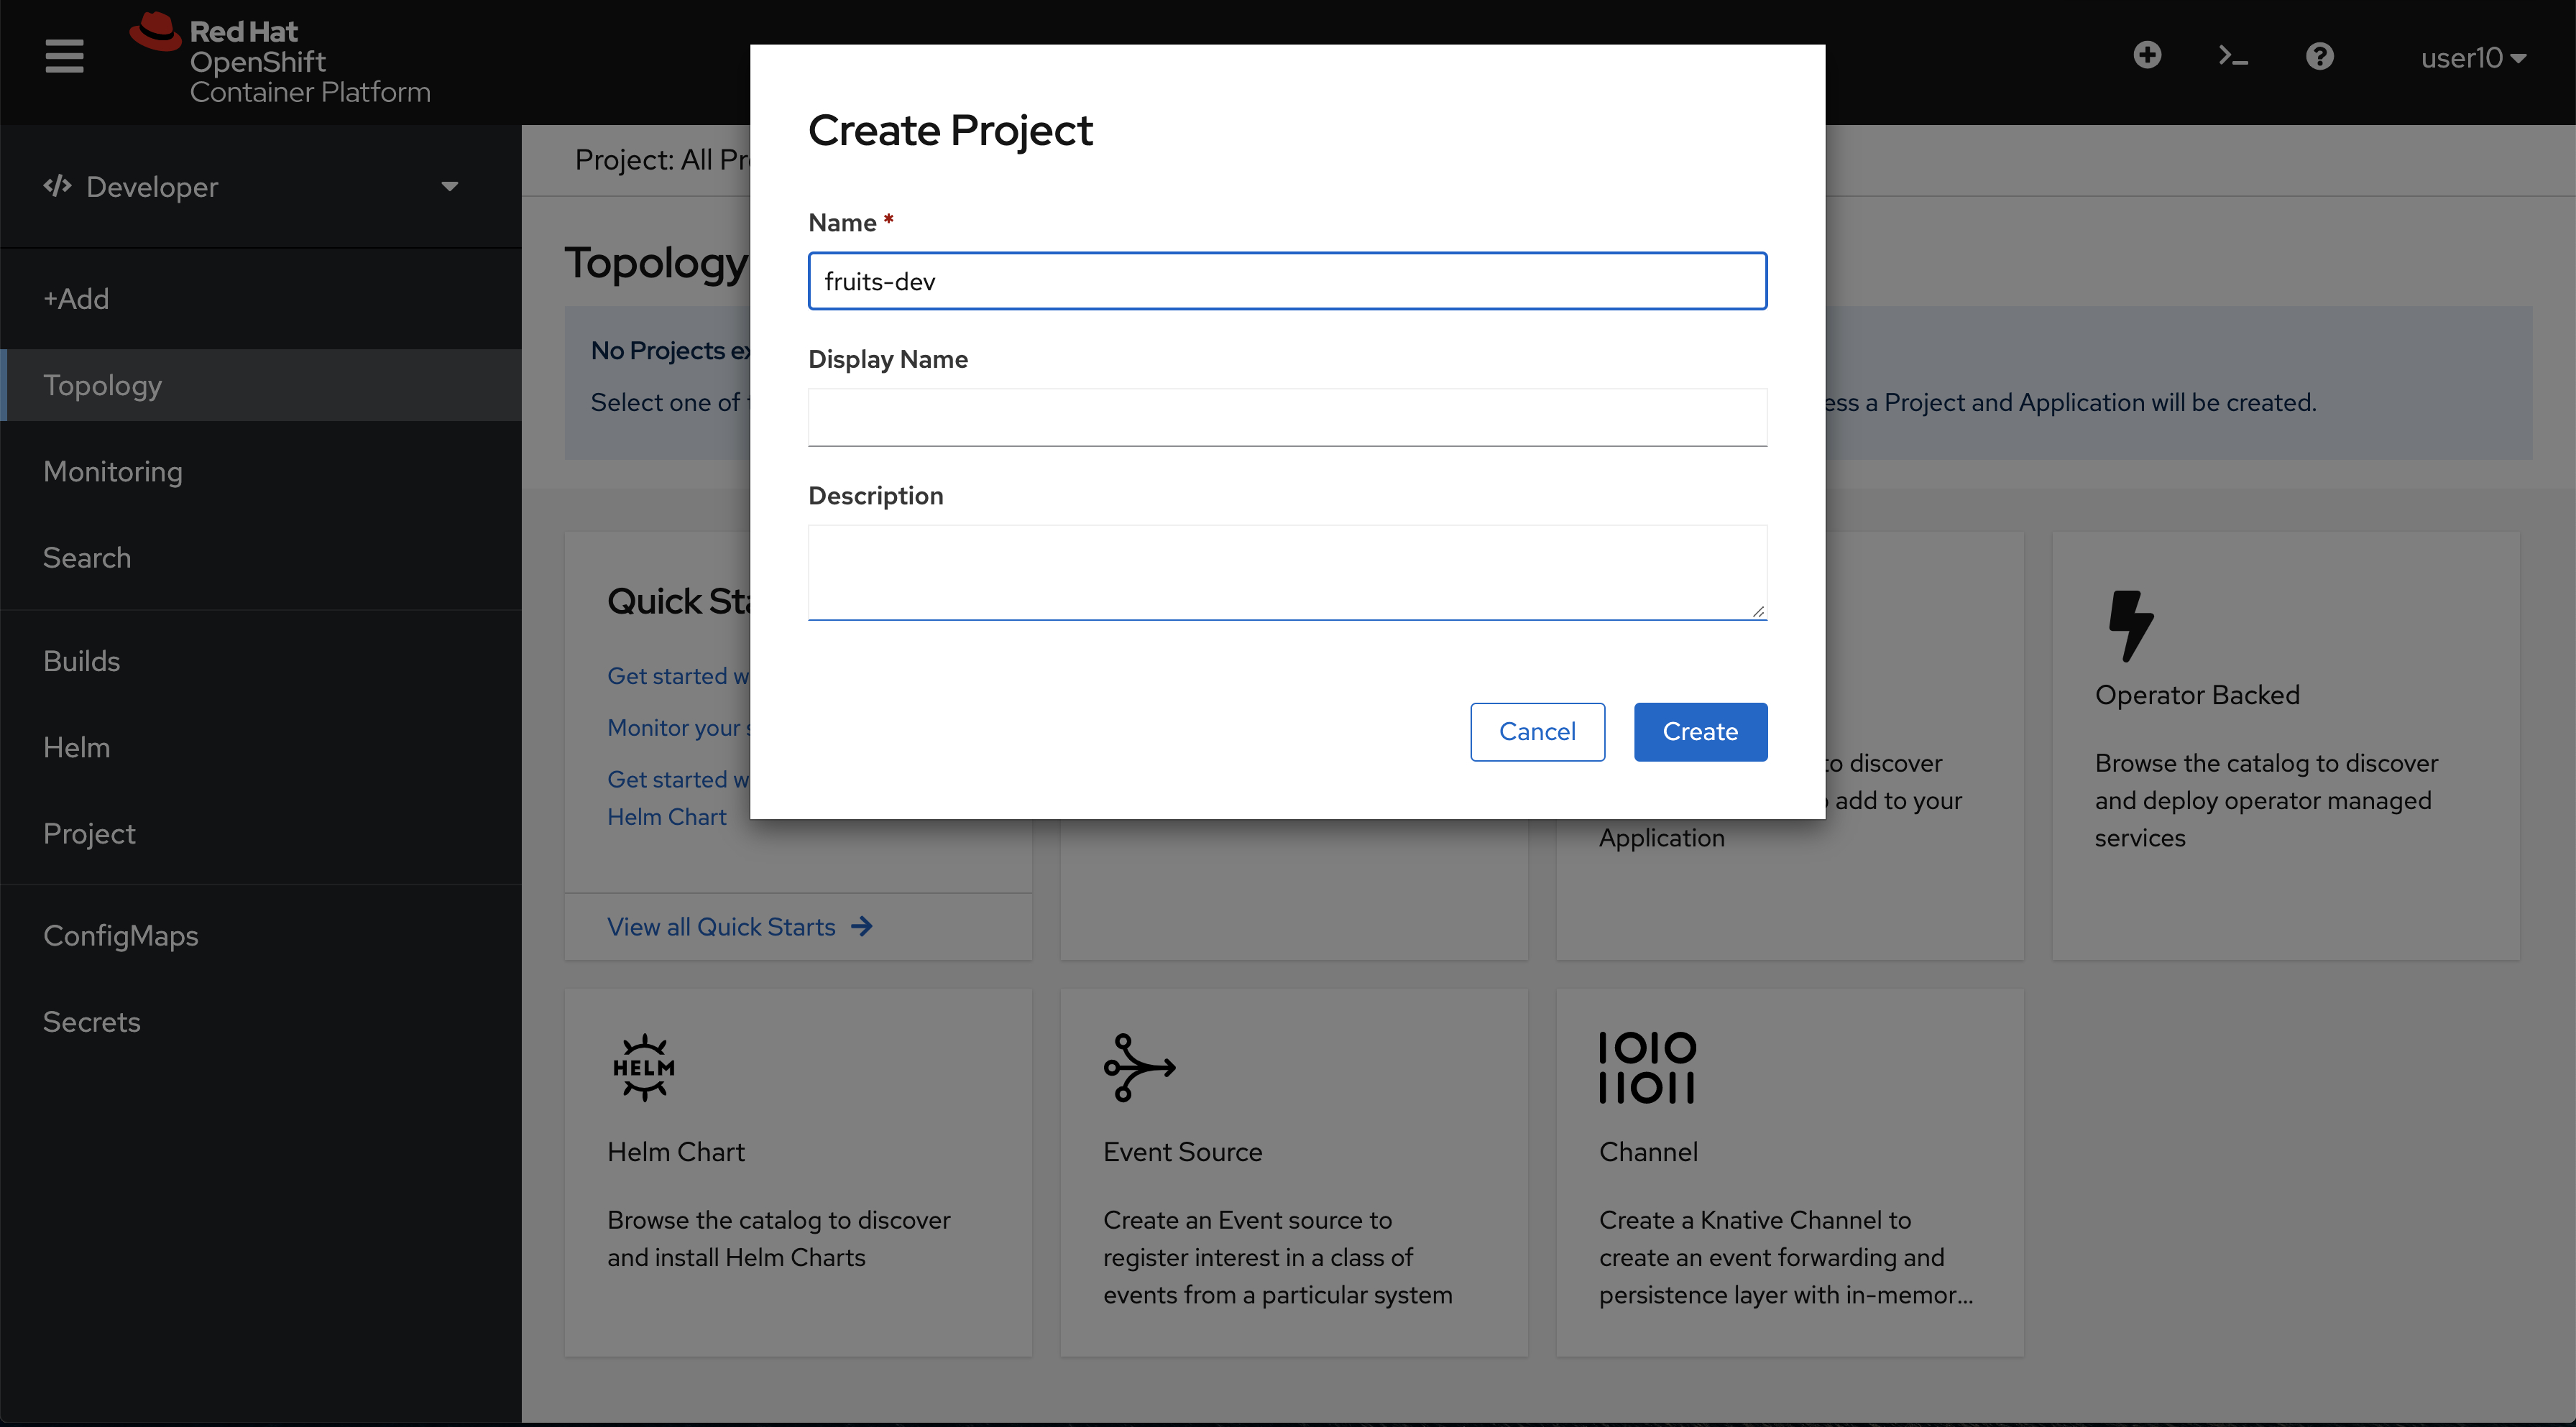 Red Hat
OpenShift
Container Platform
user10
Developer
+Add
Topology
Monitoring
Search
Builds
Helm
Project
ConfigMaps
Secrets
Project: All
Topology
No Projects
Select one of
ess a Project and Application will be created.
Create Project
Name *
fruits-dev
Display Name
Description
Cancel
Create
Quick
Get started
Monitor your
Get started
Helm Chart
View all Quick Starts
to discover
add to your
Application
Operator Backed
Browse the catalog to discover
and deploy operator managed
services
HELM
Helm Chart
Browse the catalog to discover
and install Helm Charts
Event Source
Create an Event source to
register interest in a class of
events from a particular system
1010
11011
Channel
Create a Knative Channel to
create an event forwarding and
persistence layer with in-memor...